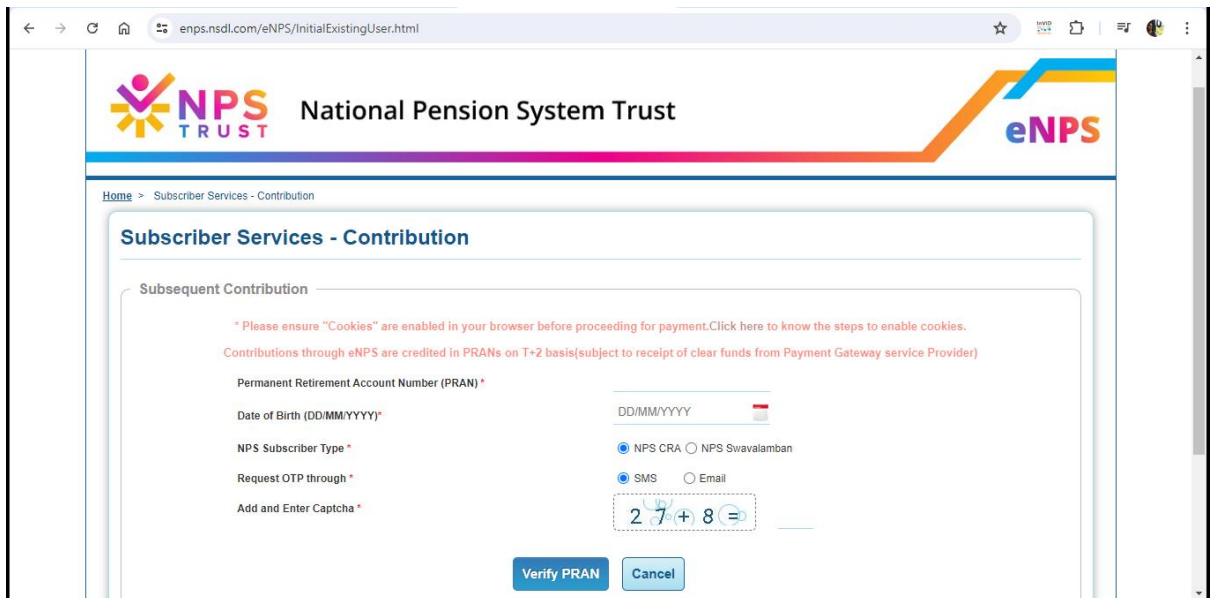 enps.nsdl.com/eNPS/InitialExistingUser.html
NPS
TRUST
National Pension System Trust
eNPS
Home > Subscriber Services - Contribution
Subscriber Services - Contribution
Subsequent Contribution
* Please ensure "Cookies" are enabled in your browser before proceeding for payment.Click here to know the steps to enable cookies.
Contributions through eNPS are credited in PRANs on T+2 basis(subject to receipt of clear funds from Payment Gateway service Provider)
Permanent Retirement Account Number (PRAN) *
Date of Birth (DD/MM/YYYY)* DD/MM/YYYY
NPS Subscriber Type * NPS CRA NPS Swavalamban
Request OTP through * SMS Email
Add and Enter Captcha * 2 7 + 8 =
Verify PRAN Cancel